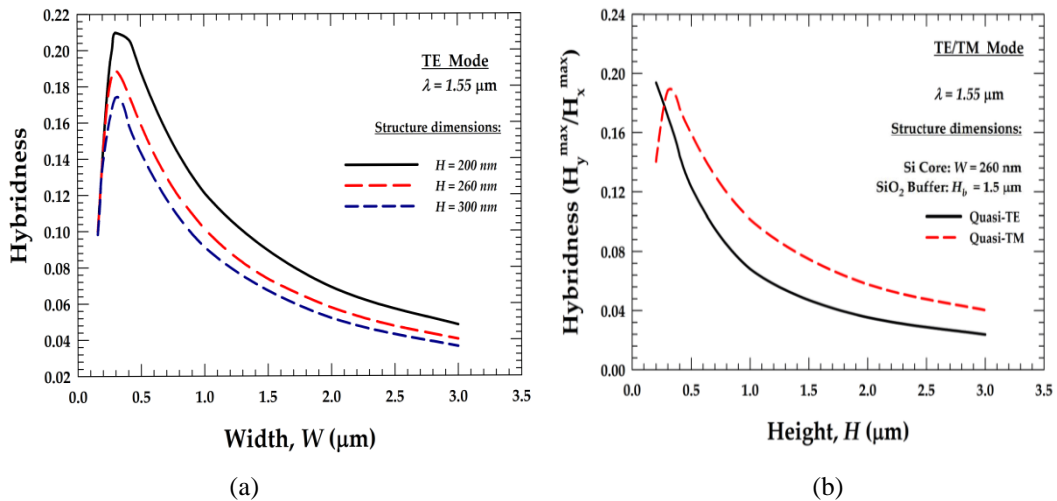 0.22
0.20
0.18
0.16
0.14
0.12
0.10
0.08
0.06
0.04
0.02
Hybridness
TE Mode
λ = 1.55 μm
Structure dimensions:
H = 200 nm
H = 260 nm
H = 300 nm
0.0 0.5 1.0 1.5 2.0 2.5 3.0 3.5
Width, W (μm)
(a)
0.24
0.20
0.16
0.12
0.08
0.04
0.00
Hybridness (H_y^max/H_x^max)
TE/TM Mode
λ = 1.55 μm
Structure dimensions:
Si Core: W = 260 nm
SiO₂ Buffer: H_b = 1.5 μm
Quasi-TE
Quasi-TM
0.0 0.5 1.0 1.5 2.0 2.5 3.0 3.5
Height, H (μm)
(b)